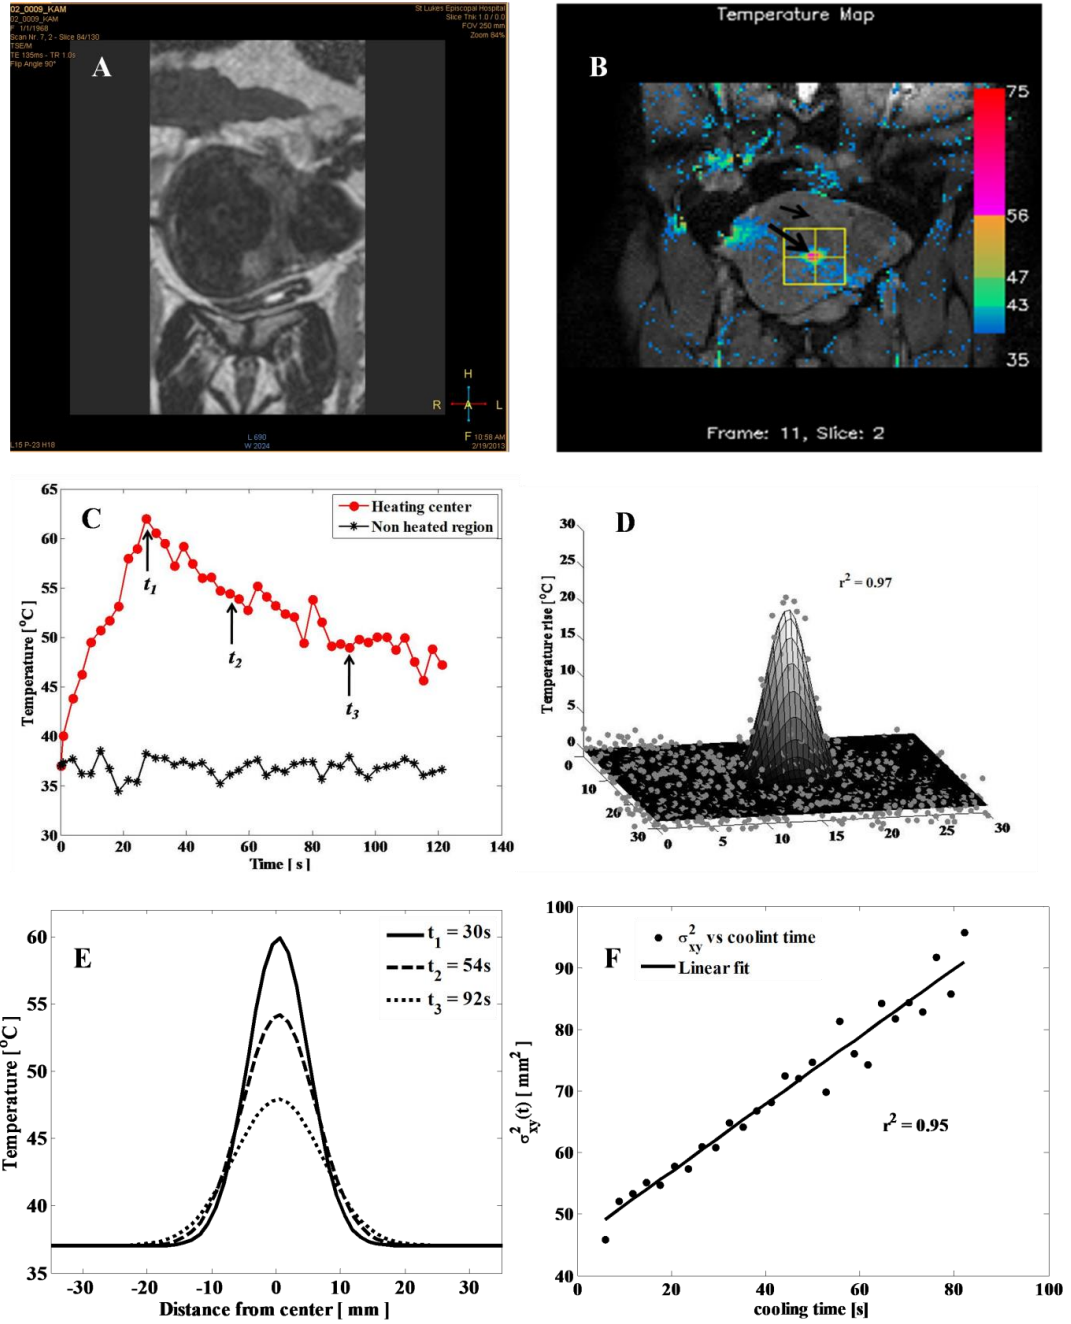 02_0009_KAM
02_0009_KAM
F 1/1/1968
Scan Nr. 7, 2 - Slice 84/130
TSE/M
TE 135ms - TR 1.0s
Flip Angle 90°
St Lukes Episcopal Hospital
Slice Thk 1.0 / 0.0
FOV 250 mm
Zoom 84%
A
H
R A L
F
L15 P-23 H18
L 690
W 2024
10:58 AM
2/19/2013
Temperature Map
B
75
56
47
43
35
Frame: 11, Slice: 2
C
Heating center
Non heated region
65
60
55
50
45
40
35
30
Temperature [ °C ]
t1
t2
t3
0 20 40 60 80 100 120 140
Time [ s ]
D
r² = 0.97
30
25
20
15
10
5
0
Temperature rise [ °C ]
0
10
20
30
0 5 10 15 20 25 30
E
t1 = 30s
t2 = 54s
t3 = 92s
60
55
50
45
40
35
Temperature [ °C ]
-30 -20 -10 0 10 20 30
Distance from center [ mm ]
F
σ²xy vs coolint time
Linear fit
100
90
80
70
60
50
40
σ²xy(t) [ mm² ]
r² = 0.95
0 20 40 60 80 100
cooling time [s]